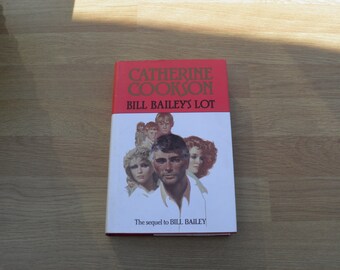 CATHERINE
COOKSON
BILL BAILEY'S LOT
The sequel to BILL BAILEY.